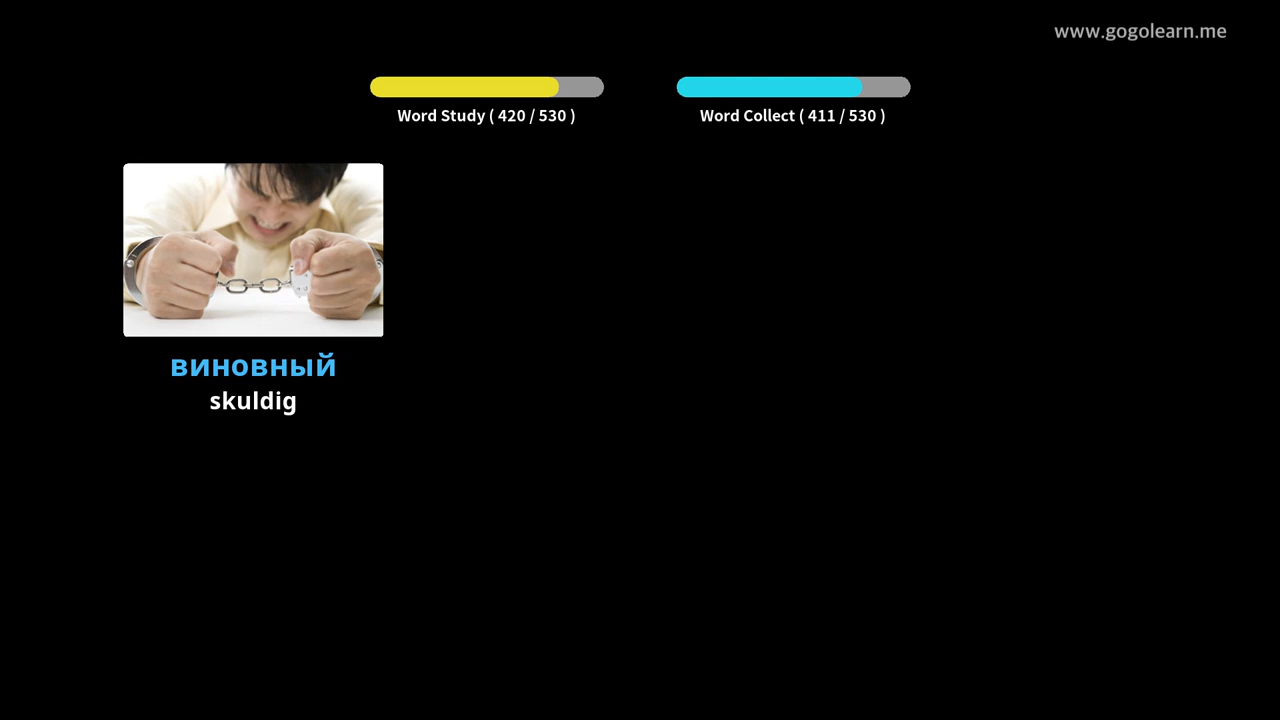 www.gogolearn.me
Word Study ( 420 / 530 )
Word Collect ( 411 / 530 )
виновный
skuldig